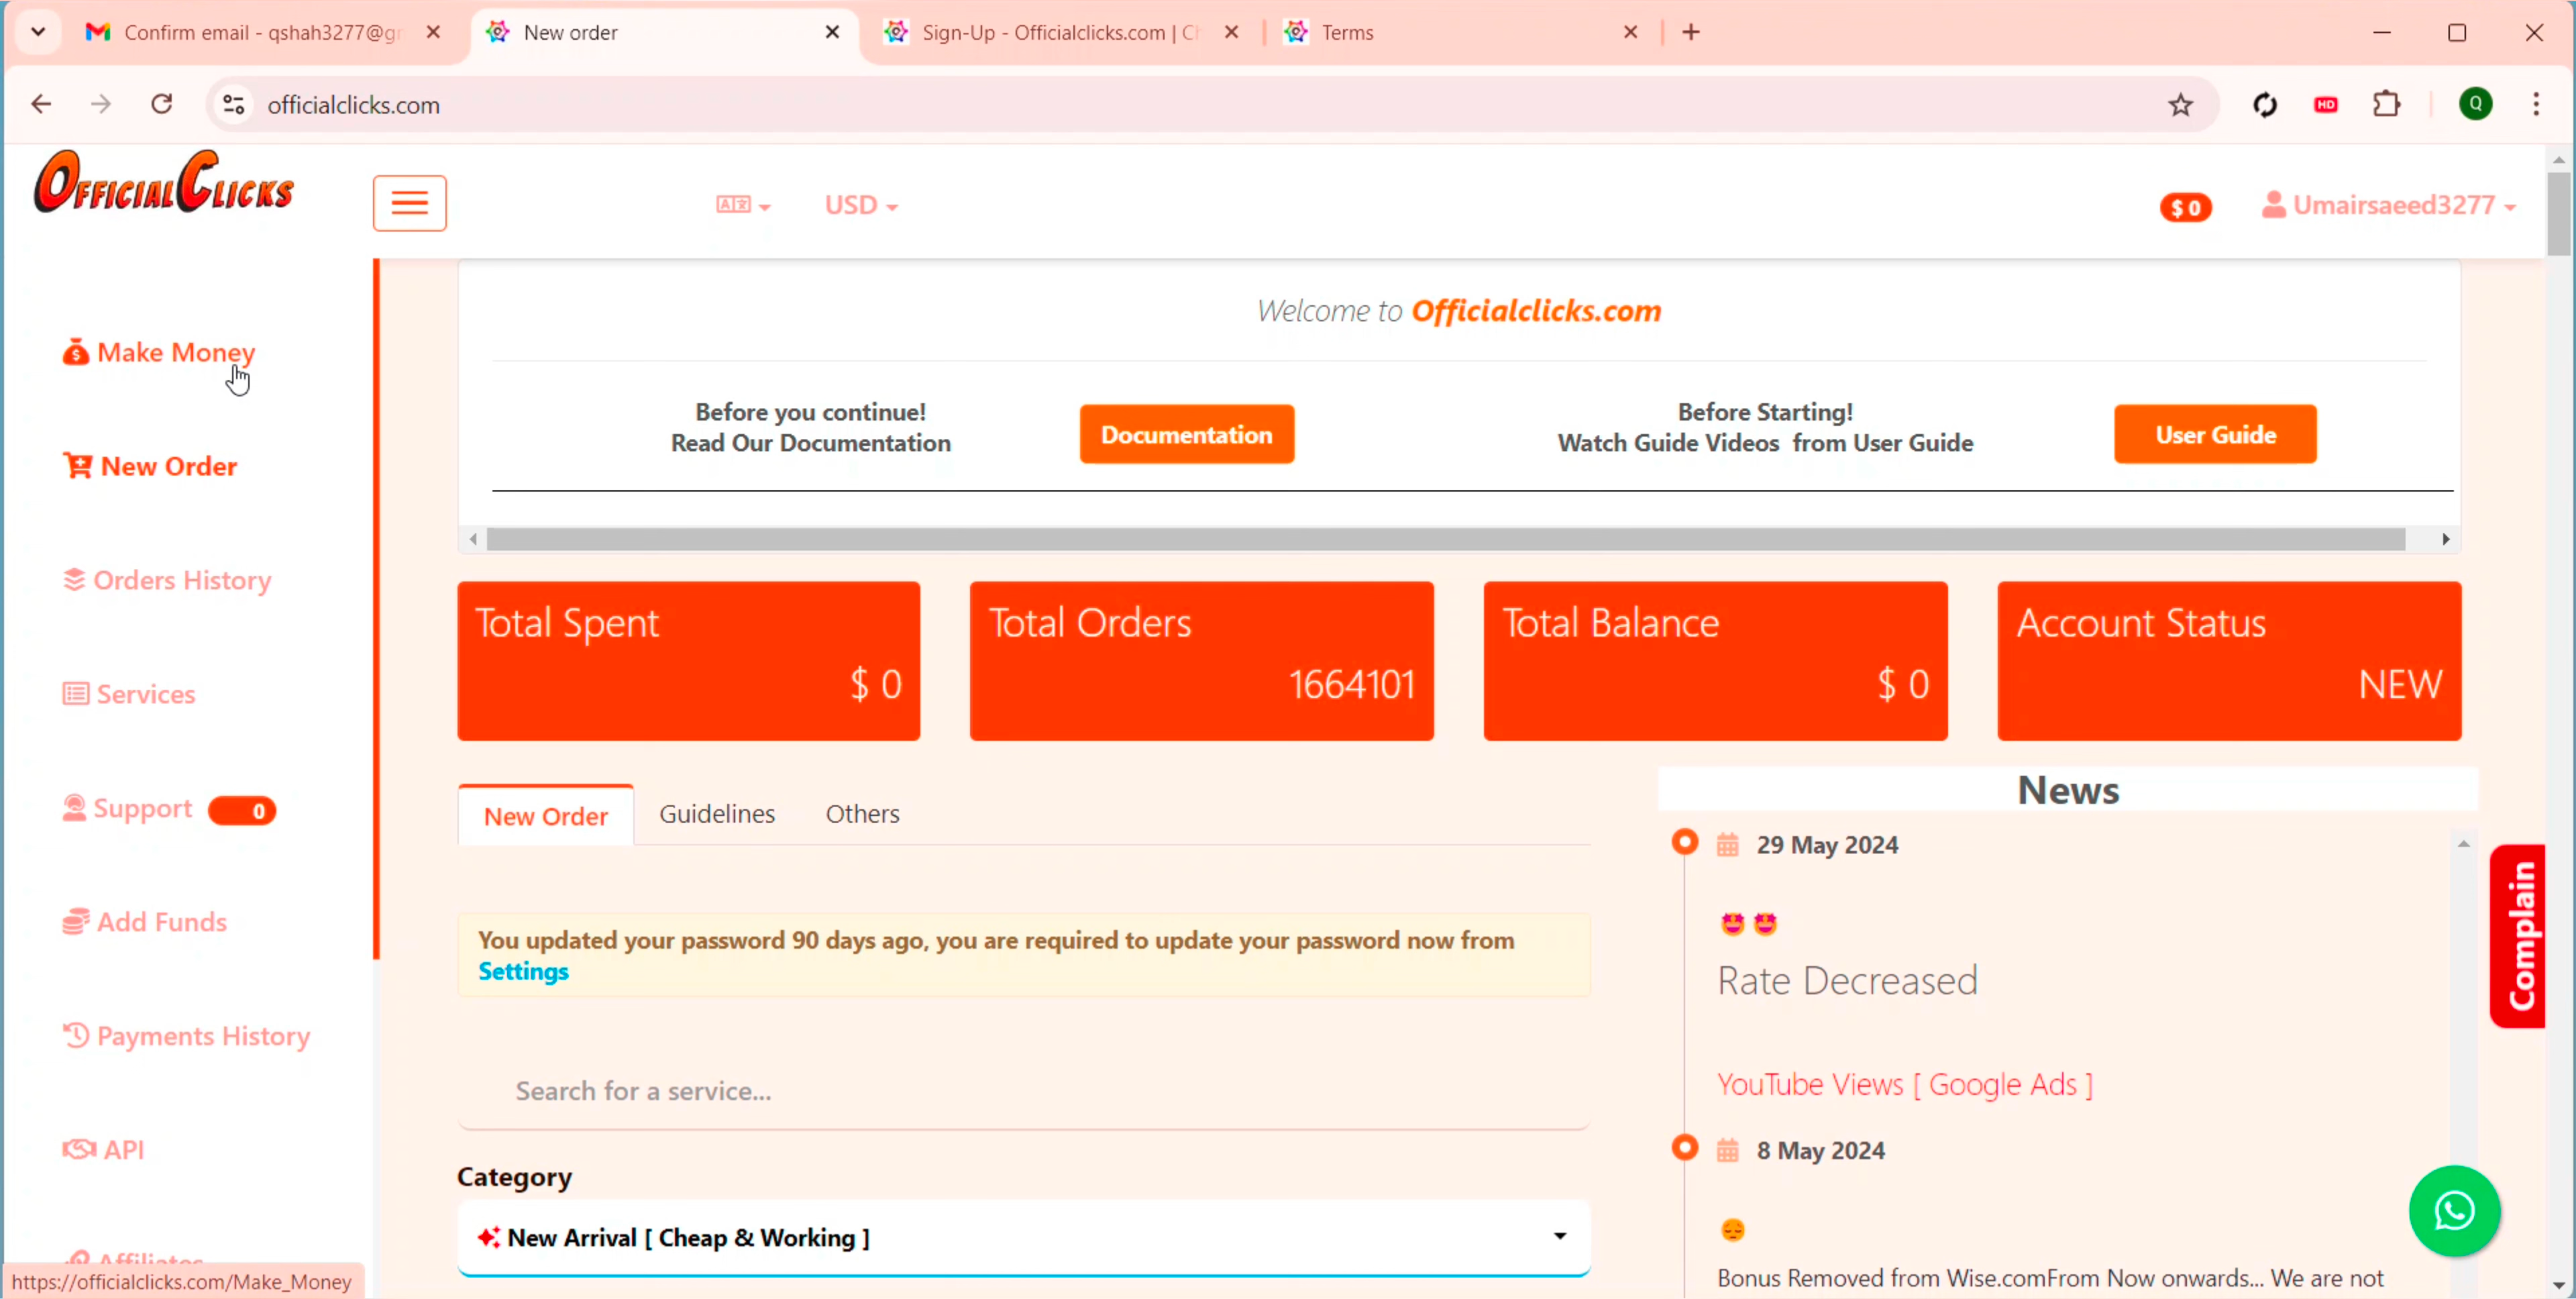 Confirm email - qshah3277@gr
New order
Sign-Up - Officialclicks.com | Ch
Terms
officialclicks.com
HD
Q
OFFICIALCLICKS
USD
$ 0
Umairsaeed3277
Make Money
New Order
Orders History
Services
Support 0
Add Funds
Payments History
API
Affiliates
https://officialclicks.com/Make_Money
Welcome to Officialclicks.com
Before you continue!
Read Our Documentation
Documentation
Before Starting!
Watch Guide Videos from User Guide
User Guide
Total Spent
$ 0
Total Orders
1664101
Total Balance
$ 0
Account Status
NEW
New Order
Guidelines
Others
You updated your password 90 days ago, you are required to update your password now from
Settings
Search for a service...
Category
New Arrival [ Cheap & Working ]
News
29 May 2024
Rate Decreased
YouTube Views [ Google Ads ]
8 May 2024
Bonus Removed from Wise.comFrom Now onwards... We are not
Complain